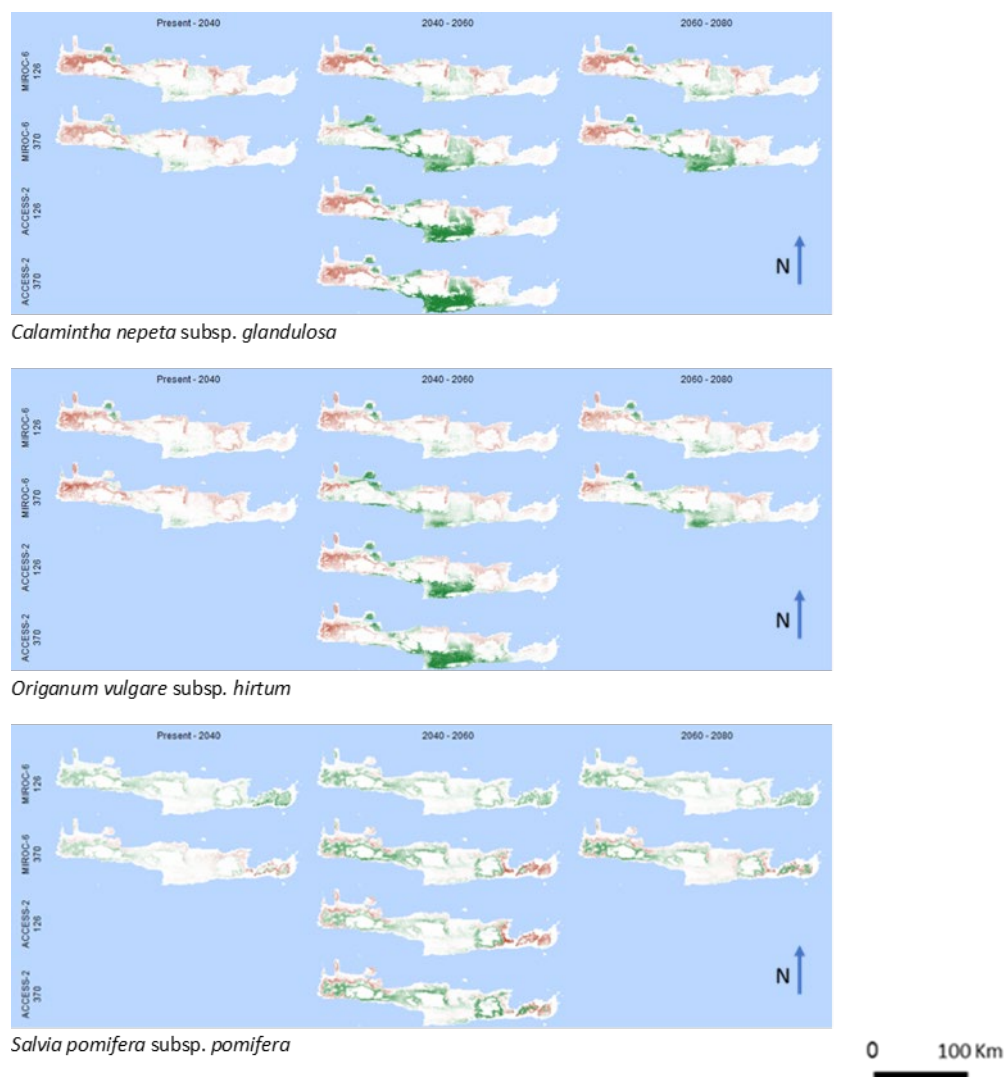 Present - 2040 2040 - 2060 2060 - 2080
MIROC-6
126
MIROC-6
370
ACCESS-2
126
ACCESS-2
370
N
Calamintha nepeta subsp. glandulosa
Present - 2040 2040 - 2060 2060 - 2080
MIROC-6
126
MIROC-6
370
ACCESS-2
126
ACCESS-2
370
N
Origanum vulgare subsp. hirtum
Present - 2040 2040 - 2060 2060 - 2080
MIROC-6
126
MIROC-6
370
ACCESS-2
126
ACCESS-2
370
N
Salvia pomifera subsp. pomifera
0 100 Km